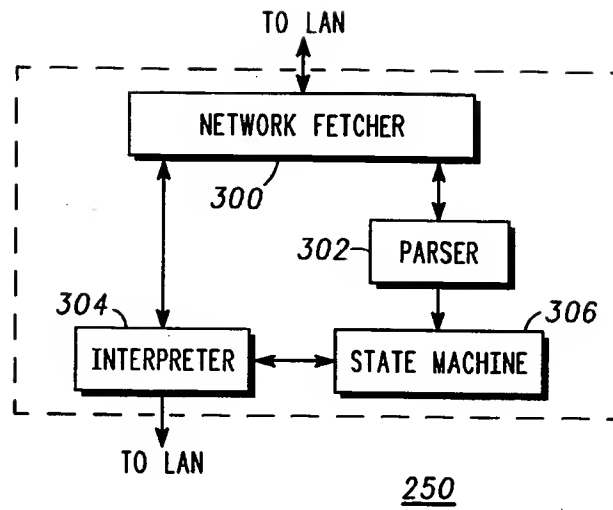 TO LAN
NETWORK FETCHER
300
302
PARSER
304
306
INTERPRETER
STATE MACHINE
TO LAN
250